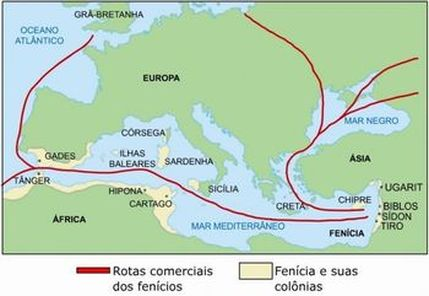 GRÃ-BRETANHA
OCEANO
ATLÂNTICO
EUROPA
MAR NEGRO
CÓRSEGA
GADES
ILHAS
BALEARES
SARDENHA
ÁSIA
TÂNGER
HIPONA
CARTAGO
SICÍLIA
CRETA
CHIPRE
UGARIT
BIBLOS
SÍDON
TIRO
ÁFRICA
MAR MEDITERRÂNEO
FENÍCIA
Rotas comerciais
dos fenícios
Fenícia e suas
colônias